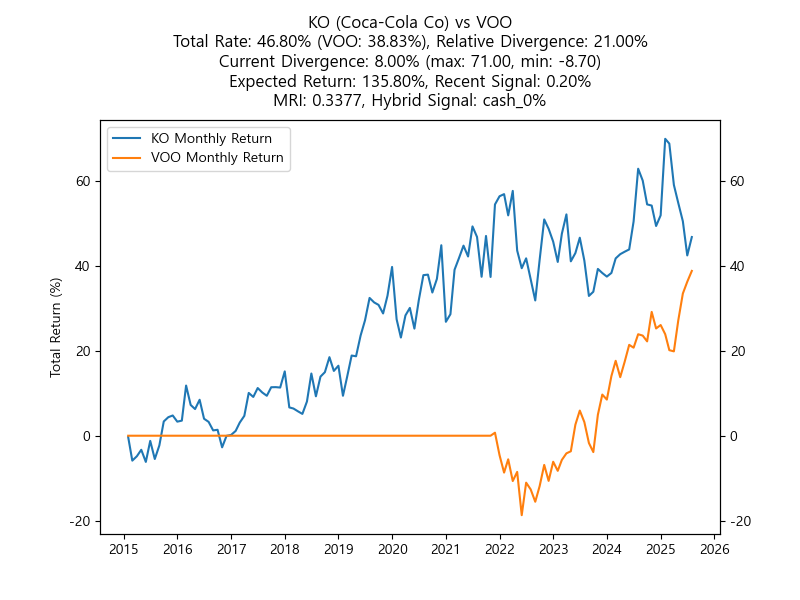 KO (Coca-Cola Co) vs VOO
Total Rate: 46.80% (VOO: 38.83%), Relative Divergence: 21.00%
Current Divergence: 8.00% (max: 71.00, min: -8.70)
Expected Return: 135.80%, Recent Signal: 0.20%
MRI: 0.3377, Hybrid Signal: cash_0%
KO Monthly Return
VOO Monthly Return
Total Return (%)
60
40
20
0
-20
60
40
20
0
-20
2015 2016 2017 2018 2019 2020 2021 2022 2023 2024 2025 2026